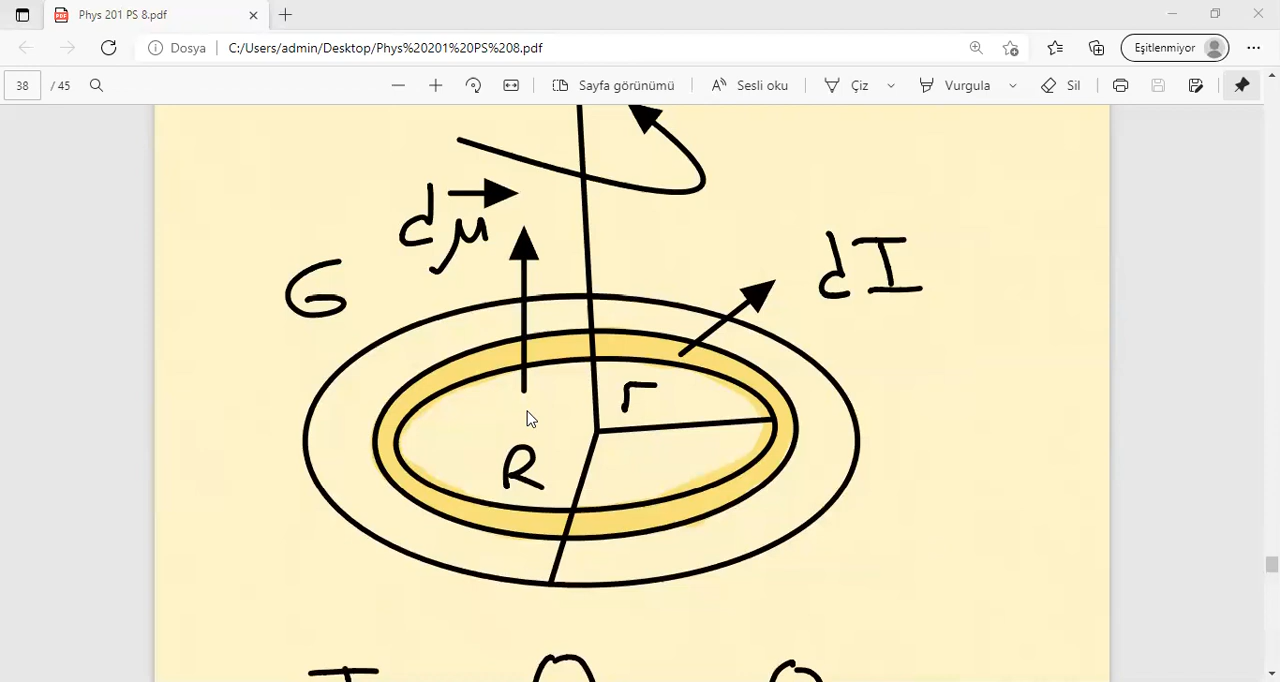 Phys 201 PS 8.pdf
Dosya C:/Users/admin/Desktop/Phys%20201%20PS%208.pdf Eşitlenmiyor
38 / 45 Sayfa görünümü Sesli oku Çiz Vurgula Sil
dμ
dI
σ
r
R